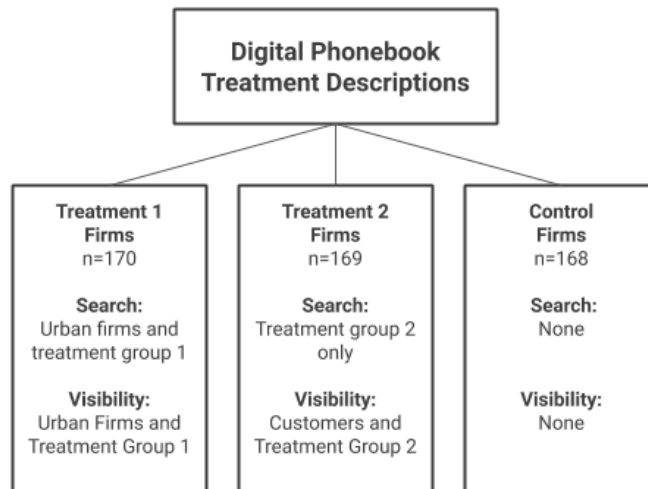 Digital Phonebook
Treatment Descriptions
Treatment 1
Firms
n=170
Search:
Urban firms and
treatment group 1
Visibility:
Urban Firms and
Treatment Group 1
Treatment 2
Firms
n=169
Search:
Treatment group 2
only
Visibility:
Customers and
Treatment Group 2
Control
Firms
n=168
Search:
None
Visibility:
None